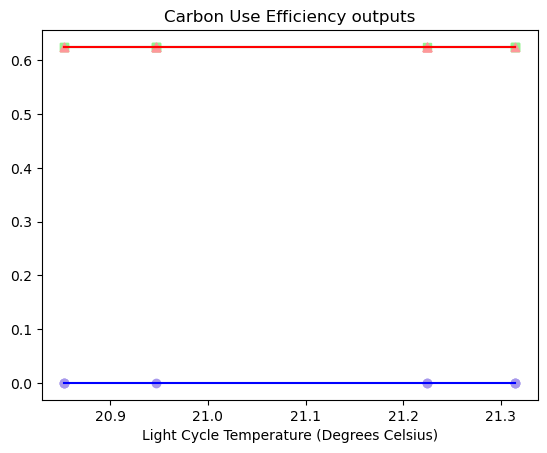 Carbon Use Efficiency outputs
0.6
0.5
0.4
0.3
0.2
0.1
0.0
20.9 21.0 21.1 21.2 21.3
Light Cycle Temperature (Degrees Celsius)